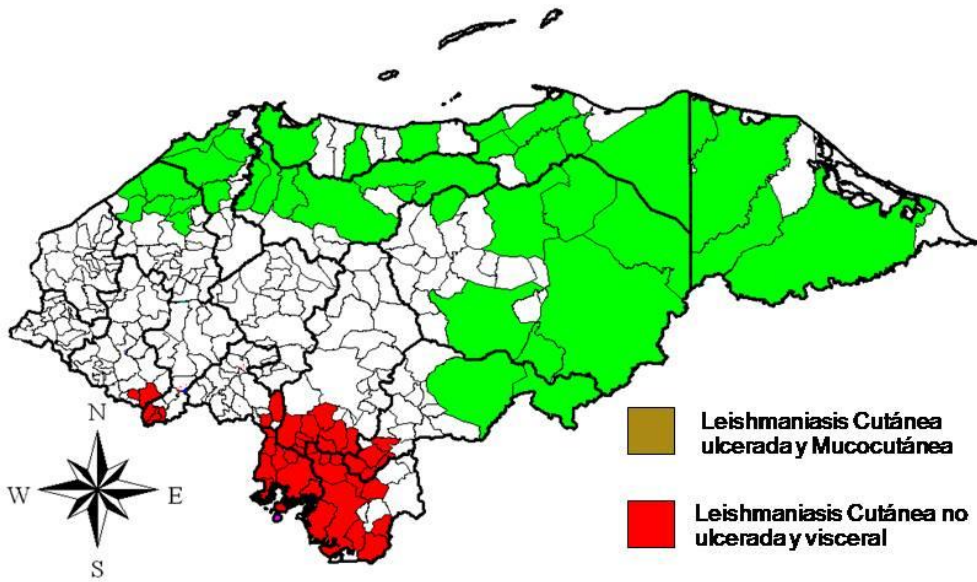 N
W E
S
Leishmaniasis Cutánea
ulcerada y Mucocutánea
Leishmaniasis Cutánea no
ulcerada y visceral